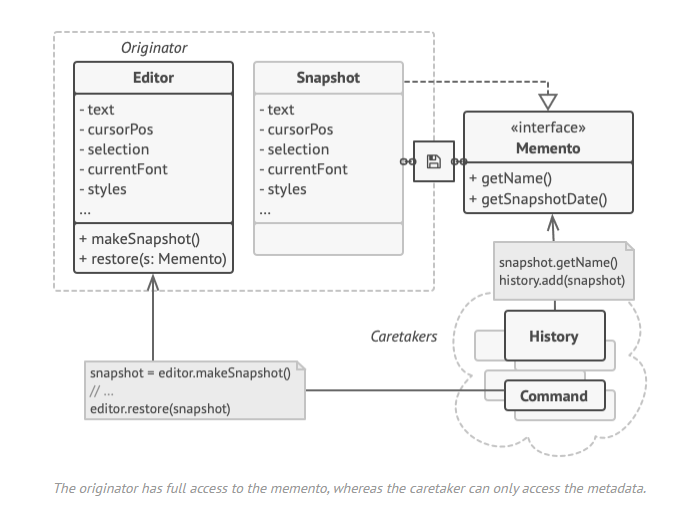 Originator
Editor
- text
- cursorPos
- selection
- currentFont
- styles
...
+ makeSnapshot()
+ restore(s: Memento)
Snapshot
- text
- cursorPos
- selection
- currentFont
- styles
...
«interface»
Memento
+ getName()
+ getSnapshotDate()
snapshot.getName()
history.add(snapshot)
Caretakers
History
Command
snapshot = editor.makeSnapshot()
// ...
editor.restore(snapshot)
The originator has full access to the memento, whereas the caretaker can only access the metadata.